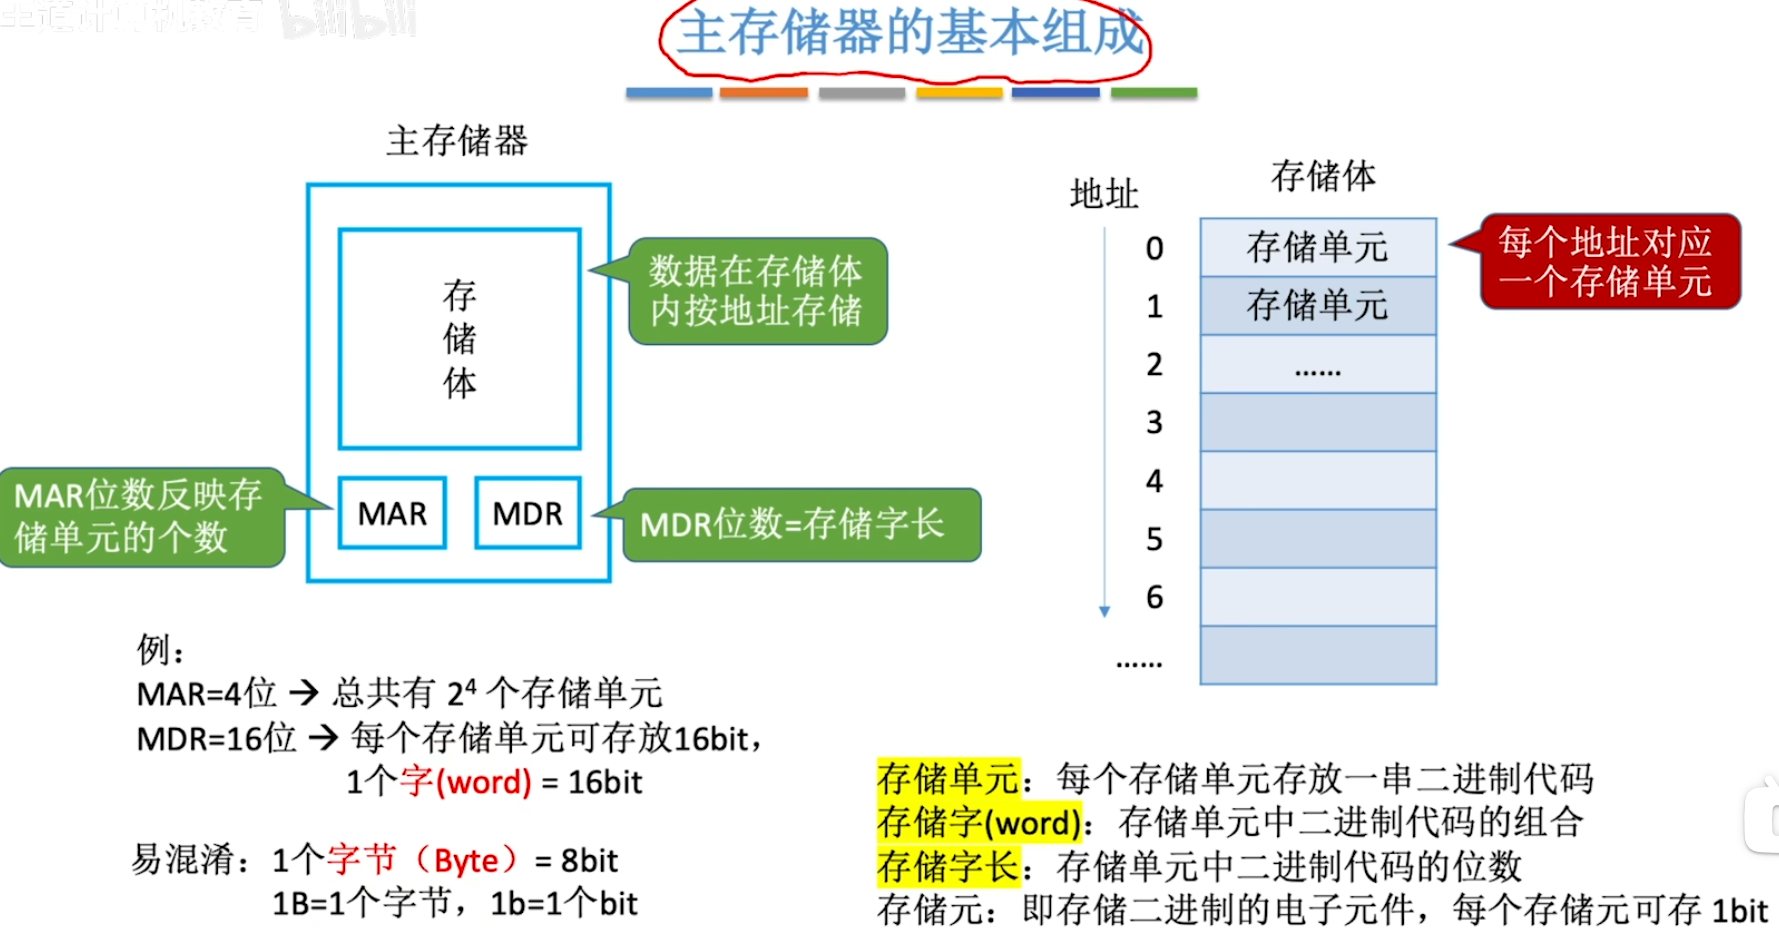 王道计算机教育 bilibili
主存储器的基本组成
主存储器
存
储
体
数据在存储体
内按地址存储
MAR位数反映存
储单元的个数
MAR
MDR
MDR位数=存储字长
地址
存储体
0
存储单元
1
存储单元
2
……
3
4
5
6
……
每个地址对应
一个存储单元
例：
MAR=4位 → 总共有 2⁴ 个存储单元
MDR=16位 → 每个存储单元可存放16bit，
1个字(word) = 16bit
易混淆：1个字节（Byte）= 8bit
1B=1个字节，1b=1个bit
存储单元：每个存储单元存放一串二进制代码
存储字(word)：存储单元中二进制代码的组合
存储字长：存储单元中二进制代码的位数
存储元：即存储二进制的电子元件，每个存储元可存 1bit